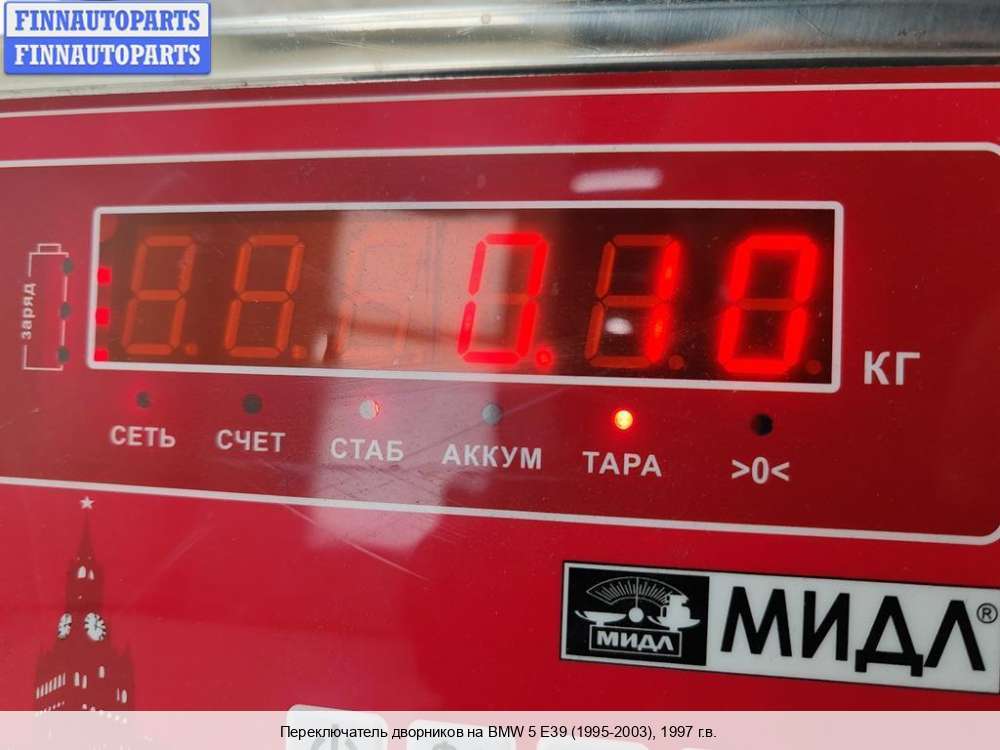 FINNAUTOPARTS
FINNAUTOPARTS
заряд
0.10
КГ
СЕТЬ
СЧЕТ
СТАБ
АККУМ
ТАРА
>0<
МИДЛ
МИДЛ®
Переключатель дворников на BMW 5 E39 (1995-2003), 1997 г.в.